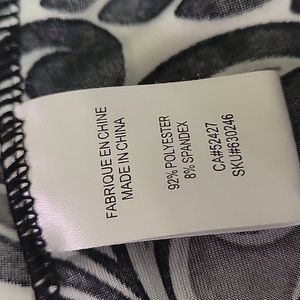 FABRIQUE EN CHINE
MADE IN CHINA
92% POLYESTER
8% SPANDEX
CA#52427
SKU#630246